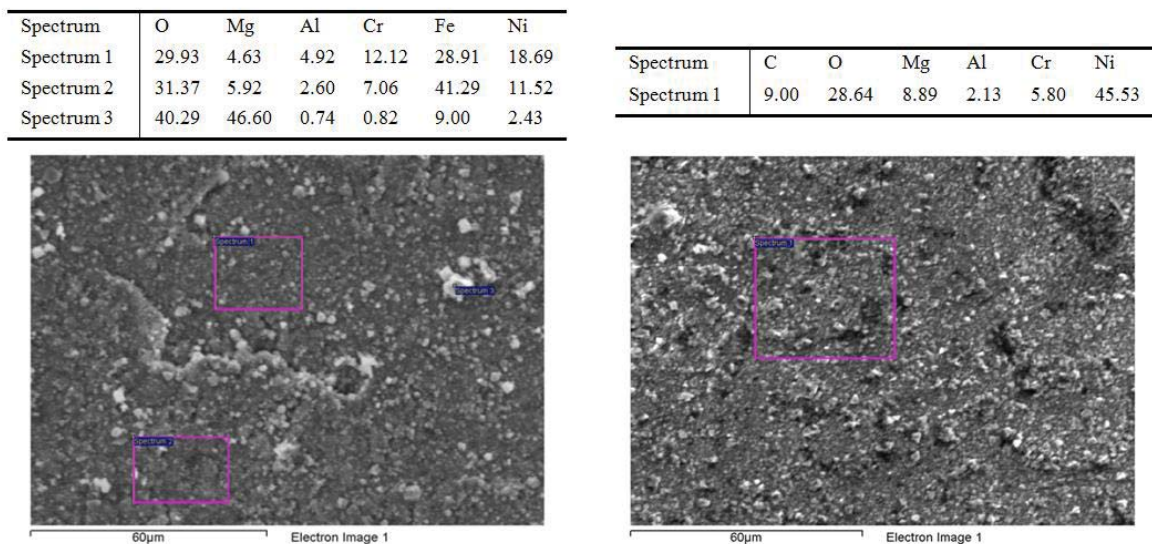 Spectrum O Mg Al Cr Fe Ni
Spectrum 1 29.93 4.63 4.92 12.12 28.91 18.69
Spectrum 2 31.37 5.92 2.60 7.06 41.29 11.52
Spectrum 3 40.29 46.60 0.74 0.82 9.00 2.43
Spectrum 1
Spectrum 3
Spectrum 2
60µm Electron Image 1
Spectrum C O Mg Al Cr Ni
Spectrum 1 9.00 28.64 8.89 2.13 5.80 45.53
Spectrum 1
60µm Electron Image 1